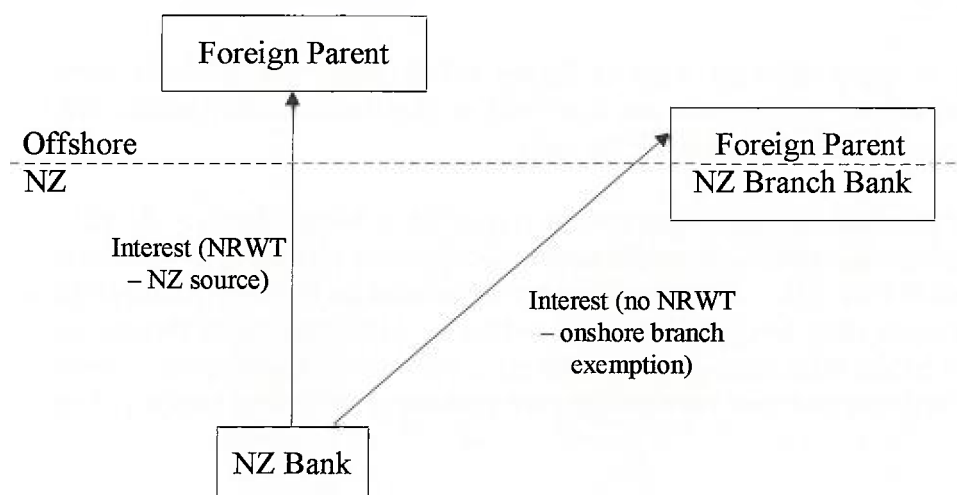 Foreign Parent
Offshore
NZ
Foreign Parent
NZ Branch Bank
Interest (NRWT
– NZ source)
Interest (no NRWT
– onshore branch
exemption)
NZ Bank